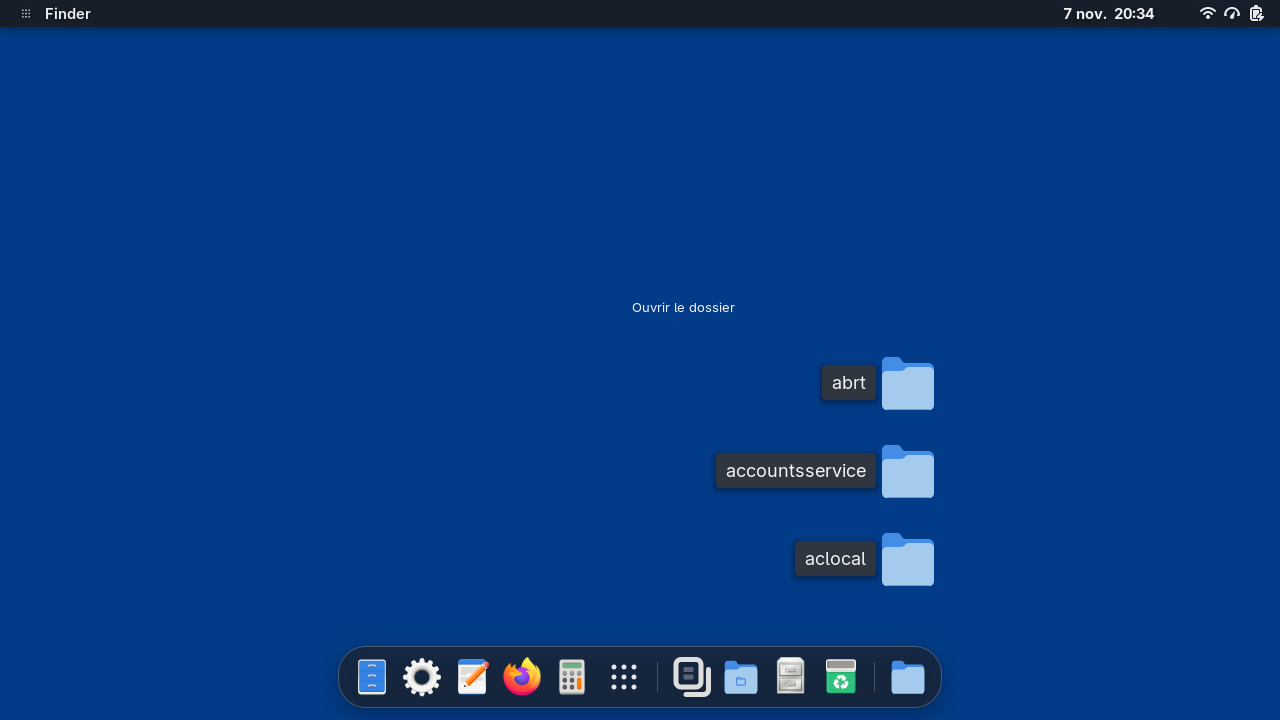 Finder
7 nov. 20:34
Ouvrir le dossier
abrt
accountsservice
aclocal